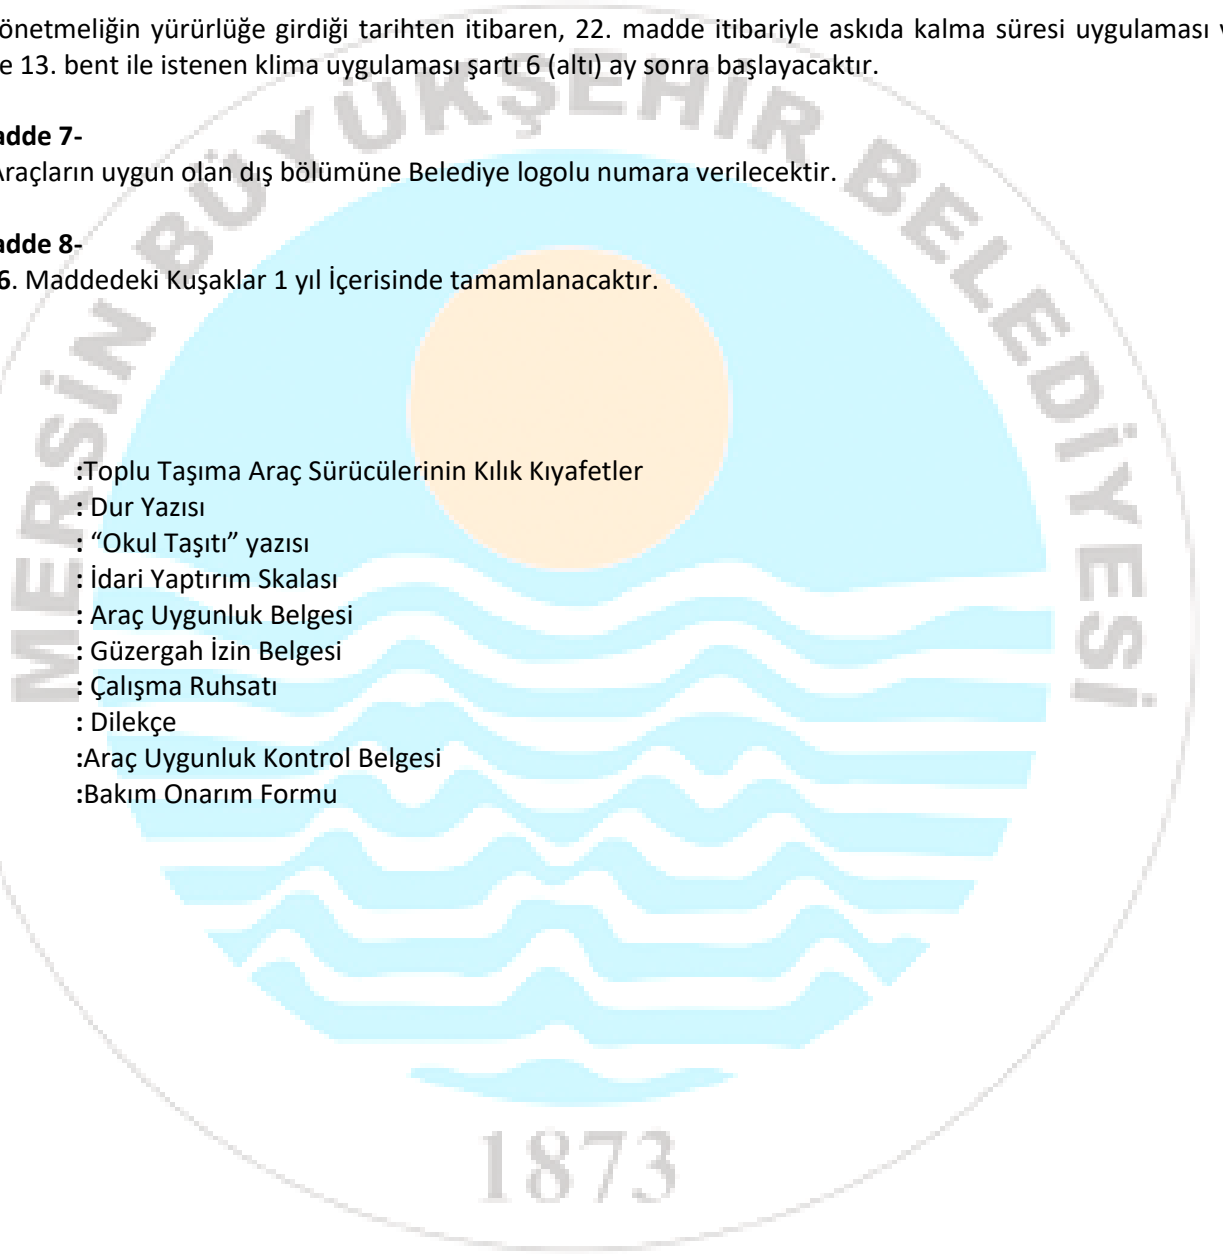 önetmeliğin yürürlüğe girdiği tarihten itibaren, 22. madde itibariyle askıda kalma süresi uygulaması v
e 13. bent ile istenen klima uygulaması şartı 6 (altı) ay sonra başlayacaktır.
adde 7-
Araçların uygun olan dış bölümüne Belediye logolu numara verilecektir.
adde 8-
6. Maddedeki Kuşaklar 1 yıl İçerisinde tamamlanacaktır.
:Toplu Taşıma Araç Sürücülerinin Kılık Kıyafetler
: Dur Yazısı
: “Okul Taşıtı” yazısı
: İdari Yaptırım Skalası
: Araç Uygunluk Belgesi
: Güzergah İzin Belgesi
: Çalışma Ruhsatı
: Dilekçe
:Araç Uygunluk Kontrol Belgesi
:Bakım Onarım Formu
MERSİN BÜYÜKŞEHİR BELEDİYESİ
1873